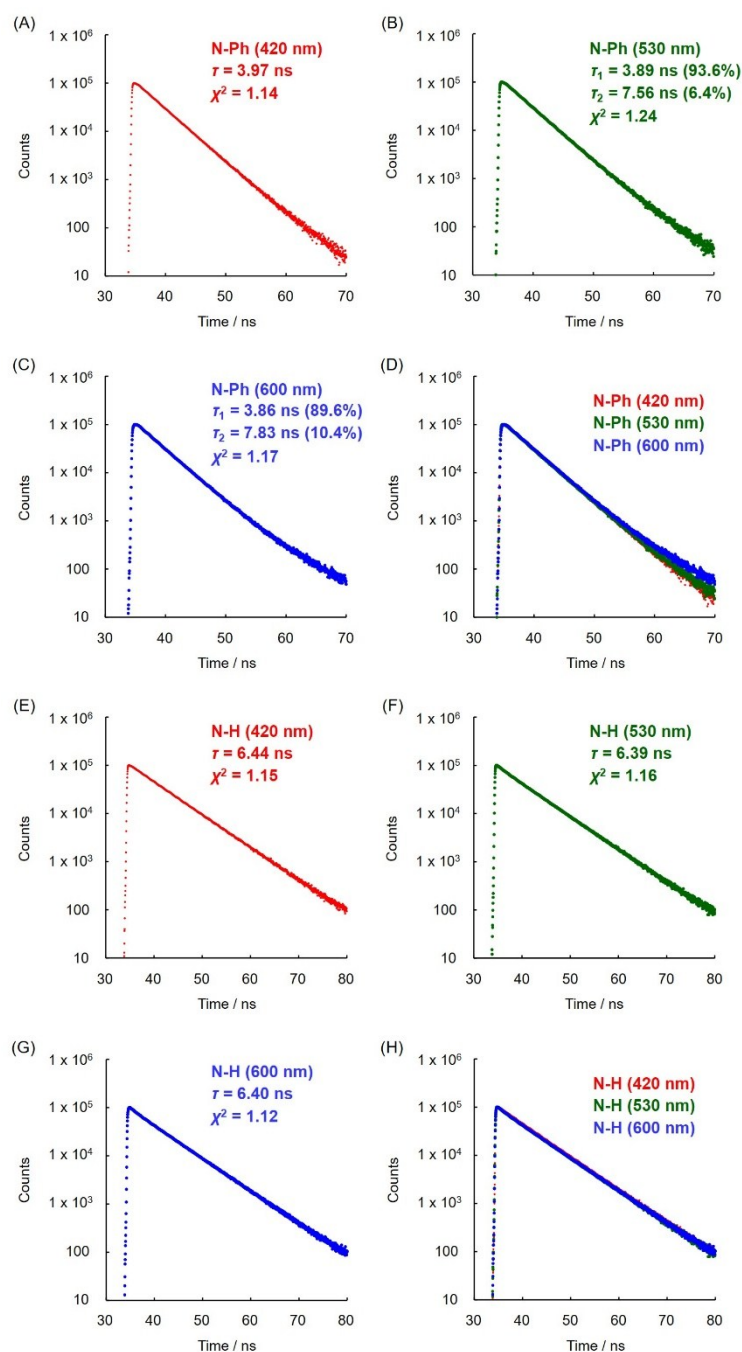 (A)
N-Ph (420 nm)
τ = 3.97 ns
χ² = 1.14
Counts
1 x 10⁶
1 x 10⁵
1 x 10⁴
1 x 10³
100
10
30 40 50 60 70
Time / ns
(B)
N-Ph (530 nm)
τ₁ = 3.89 ns (93.6%)
τ₂ = 7.56 ns (6.4%)
χ² = 1.24
Counts
1 x 10⁶
1 x 10⁵
1 x 10⁴
1 x 10³
100
10
30 40 50 60 70
Time / ns
(C)
N-Ph (600 nm)
τ₁ = 3.86 ns (89.6%)
τ₂ = 7.83 ns (10.4%)
χ² = 1.17
Counts
1 x 10⁶
1 x 10⁵
1 x 10⁴
1 x 10³
100
10
30 40 50 60 70
Time / ns
(D)
N-Ph (420 nm)
N-Ph (530 nm)
N-Ph (600 nm)
Counts
1 x 10⁶
1 x 10⁵
1 x 10⁴
1 x 10³
100
10
30 40 50 60 70
Time / ns
(E)
N-H (420 nm)
τ = 6.44 ns
χ² = 1.15
Counts
1 x 10⁶
1 x 10⁵
1 x 10⁴
1 x 10³
100
10
30 40 50 60 70 80
Time / ns
(F)
N-H (530 nm)
τ = 6.39 ns
χ² = 1.16
Counts
1 x 10⁶
1 x 10⁵
1 x 10⁴
1 x 10³
100
10
30 40 50 60 70 80
Time / ns
(G)
N-H (600 nm)
τ = 6.40 ns
χ² = 1.12
Counts
1 x 10⁶
1 x 10⁵
1 x 10⁴
1 x 10³
100
10
30 40 50 60 70 80
Time / ns
(H)
N-H (420 nm)
N-H (530 nm)
N-H (600 nm)
Counts
1 x 10⁶
1 x 10⁵
1 x 10⁴
1 x 10³
100
10
30 40 50 60 70 80
Time / ns